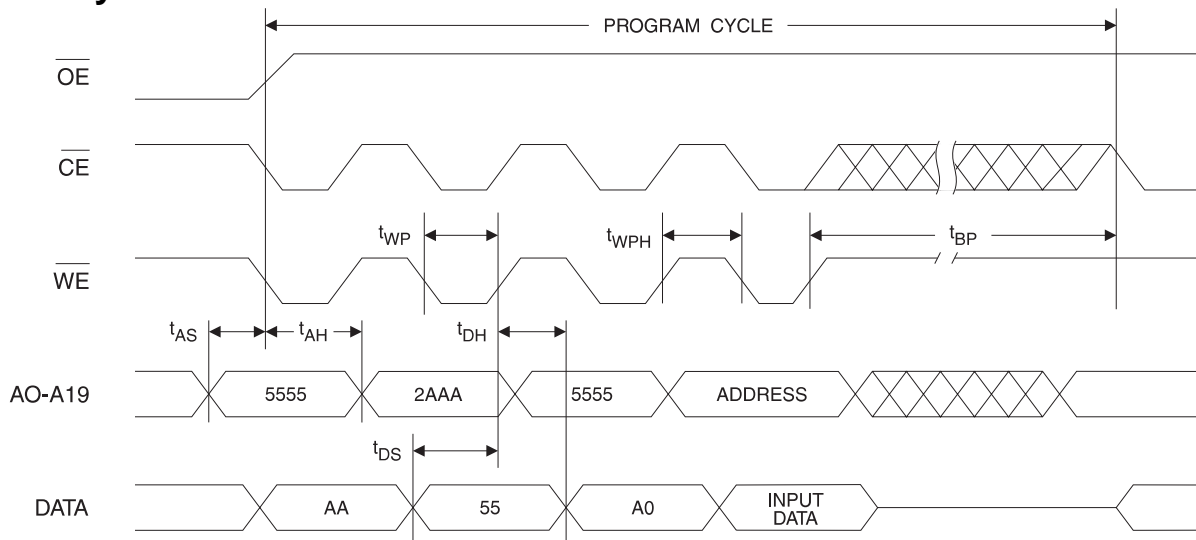 PROGRAM CYCLE
OE
CE
tWP
tWPH
tBP
WE
tAS
tAH
tDH
AO-A19
5555
2AAA
5555
ADDRESS
tDS
DATA
AA
55
A0
INPUT
DATA